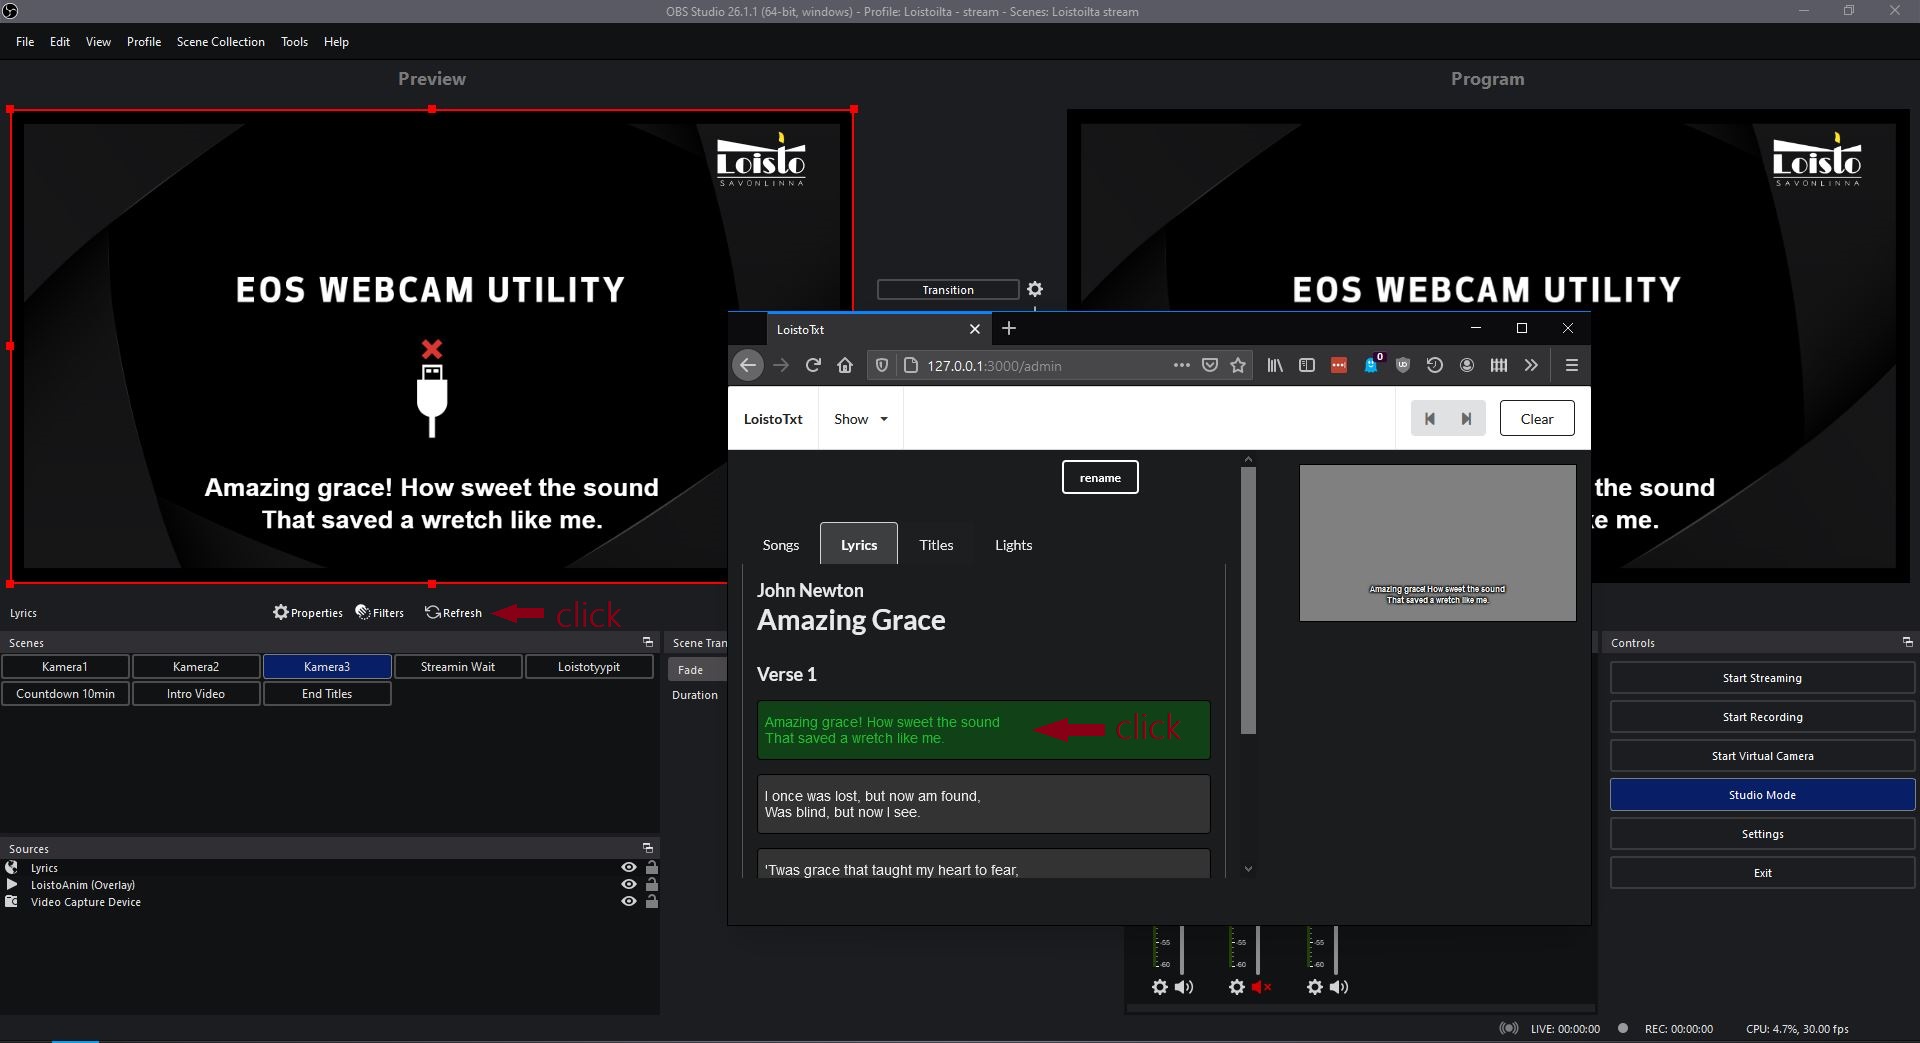 OBS Studio 26.1.1 (64-bit, windows) - Profile: Loistoilta - stream - Scenes: Loistoilta stream
File Edit View Profile Scene Collection Tools Help
Preview
Program
Loisto
SAVONLINNA
EOS WEBCAM UTILITY
Amazing grace! How sweet the sound
That saved a wretch like me.
Transition
Loisto
SAVONLINNA
EOS WEBCAM UTILITY
the sound
e me.
LoistoTxt
127.0.0.1:3000/admin
0
LoistoTxt
Show
Clear
rename
Songs Lyrics Titles Lights
John Newton
Amazing Grace
Verse 1
Amazing grace! How sweet the sound
That saved a wretch like me.
click
I once was lost, but now am found,
Was blind, but now I see.
'Twas grace that taught my heart to fear,
Amazing grace! How sweet the sound
That saved a wretch like me.
Lyrics
Properties Filters Refresh
click
Scenes
Kamera1 Kamera2 Kamera3 Streamin Wait Loistotyypit
Countdown 10min Intro Video End Titles
Scene Tran
Fade
Duration
Sources
Lyrics
LoistoAnim (Overlay)
Video Capture Device
-55 -55 -55
-60 -60 -60
Controls
Start Streaming
Start Recording
Start Virtual Camera
Studio Mode
Settings
Exit
LIVE: 00:00:00 REC: 00:00:00 CPU: 4.7%, 30.00 fps